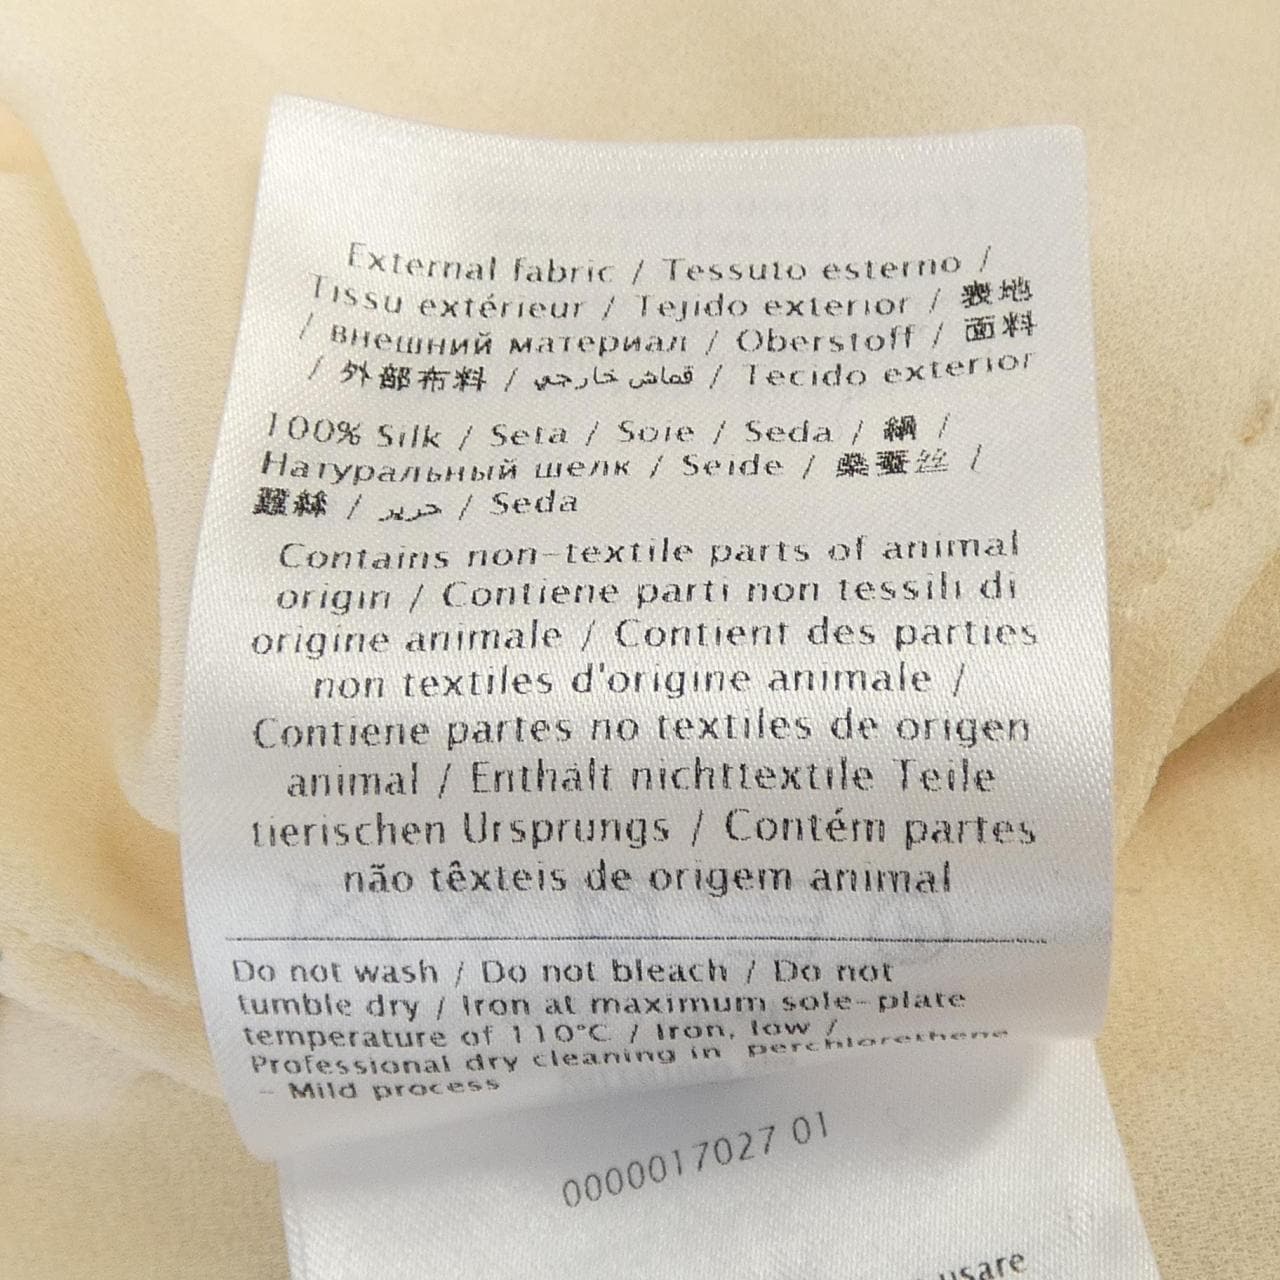 External fabric / Tessuto esterno /
Tissu extérieur / Tejido exterior / 表地
/ внешний материал / Oberstoff / 面料
/ 外部布料 / قماش خارجي / Tecido exterior
100% Silk / Seta / Soie / Seda / 絹 /
Натуральный шелк / Seide / 桑蚕丝 /
蠶絲 / حرير / Seda
Contains non-textile parts of animal
origin / Contiene parti non tessili di
origine animale / Contient des parties
non textiles d'origine animale /
Contiene partes no textiles de origen
animal / Enthält nichttextile Teile
tierischen Ursprungs / Contém partes
não têxteis de origem animal
Do not wash / Do not bleach / Do not
tumble dry / Iron at maximum sole-plate
temperature of 110°C / Iron, low /
Professional dry cleaning in perchlorethene
- Mild process
0000017027 01
usare